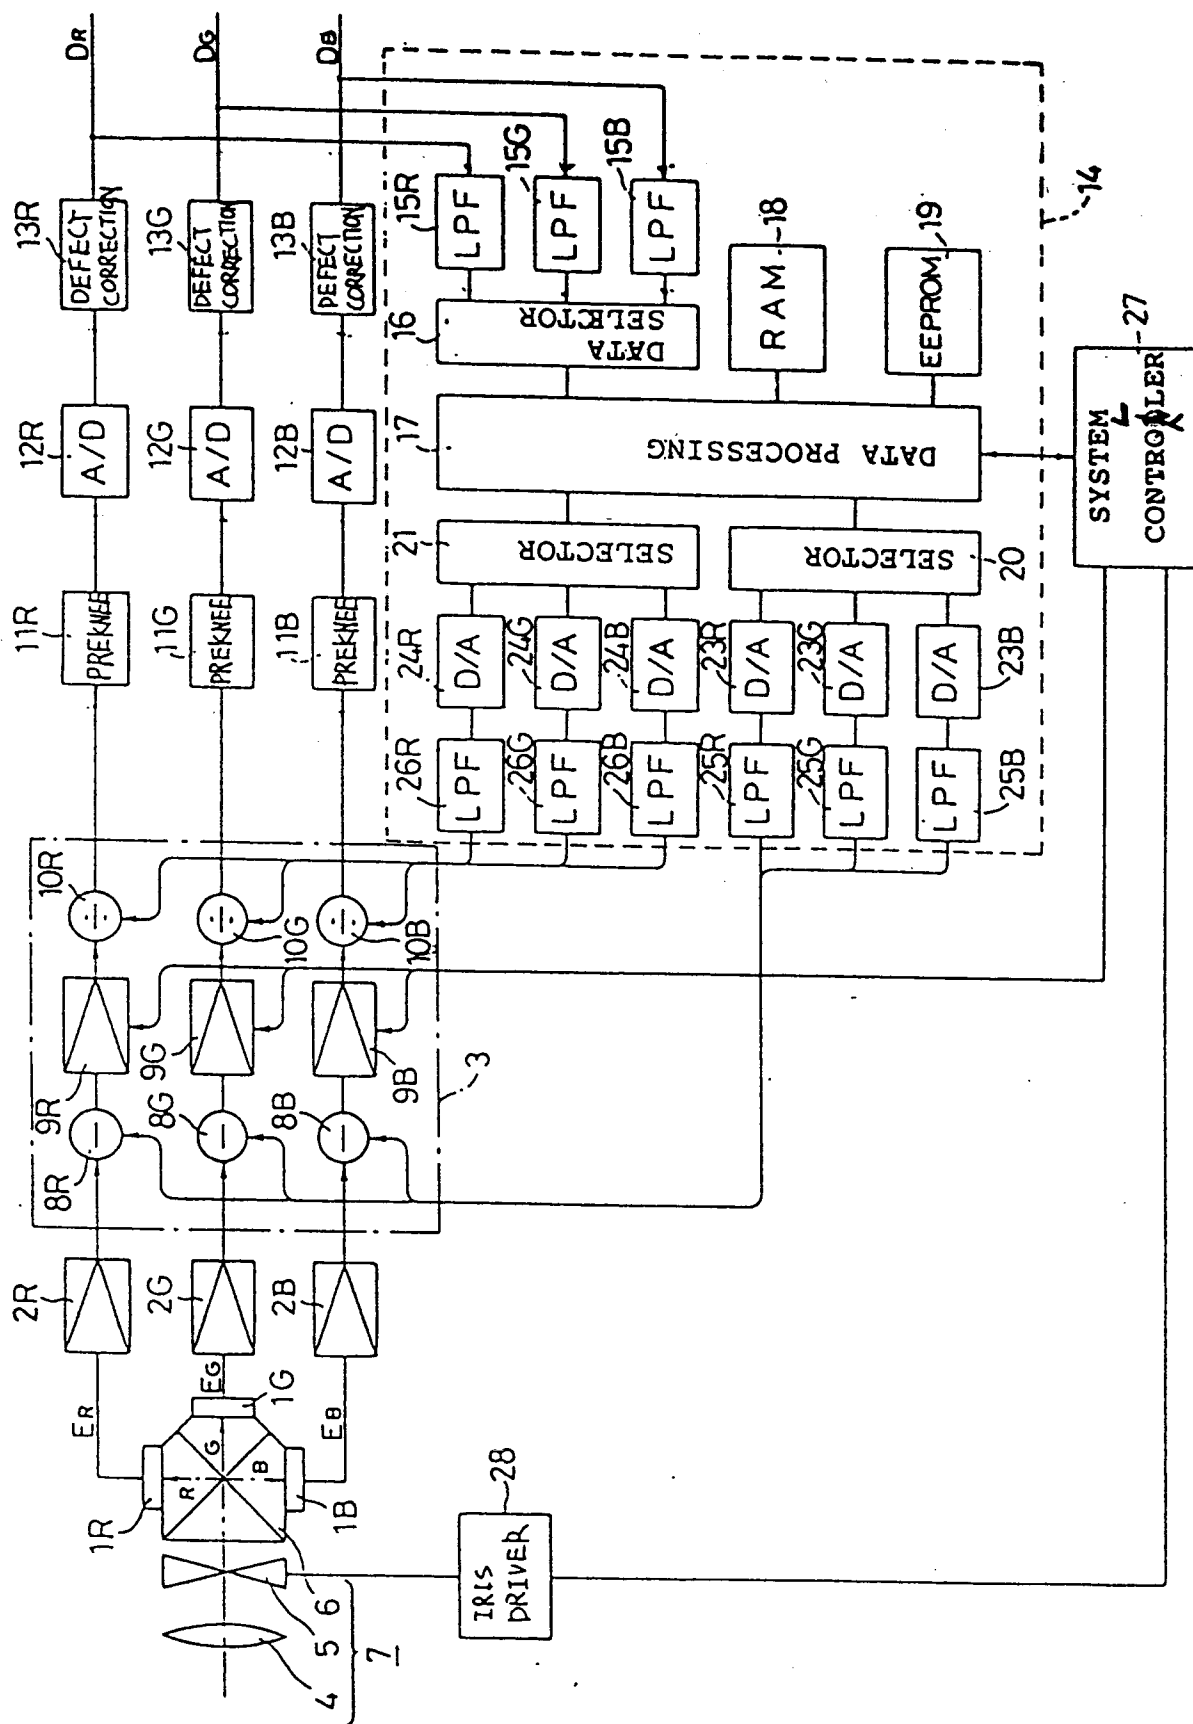 DR
DG
DB
13R
DEFECT
CORRECTION
13G
DEFECT
CORRECTION
13B
PEFECT
CORRECTION
12R
A/D
12G
A/D
12B
A/D
11R
PREKNEE
11G
PREKNEE
11B
PREKNEE
10R
÷
10G
÷
10B
÷
9R
9G
9B
3
8R
−
8G
−
8B
−
2R
2G
2B
ER
EG
EB
1R
1G
1B
R
G
B
4
5
6
7
28
IRIS
DRIVER
14
15R
LPF
15G
LPF
15B
LPF
16
DATA
SELECTOR
RAM
18
EEPROM
19
17
DATA PROCESSING
21
SELECTOR
SELECTOR
20
24R
D/A
24G
D/A
24B
D/A
23R
D/A
23G
D/A
D/A
23B
26R
LPF
26G
LPF
26B
LPF
25R
LPF
25G
LPF
LPF
25B
27
SYSTEM
CONTROLLER